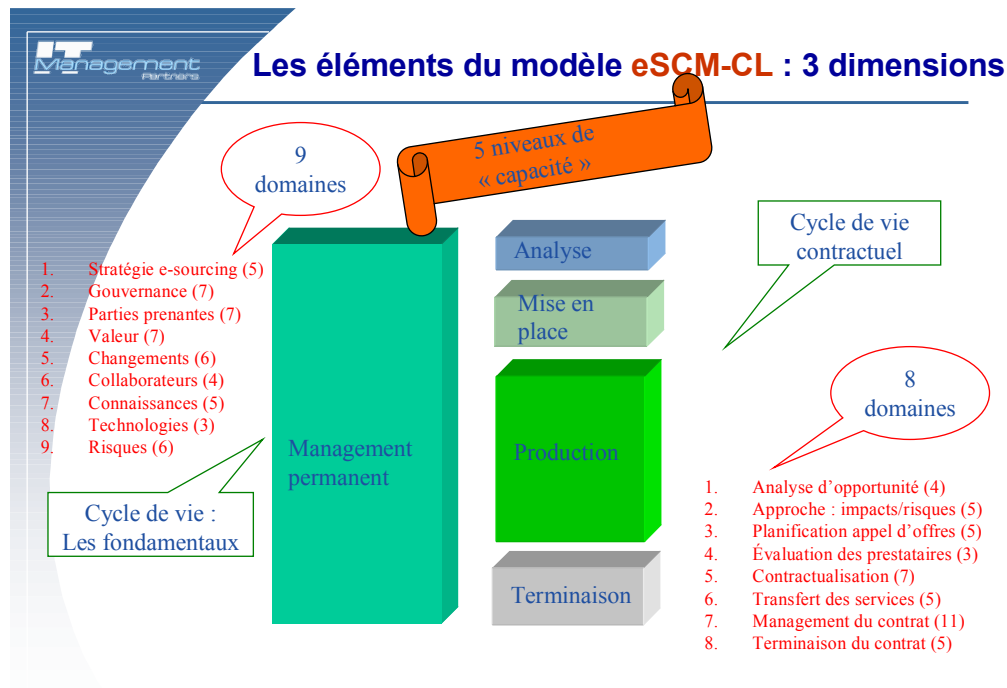 IT
Management
Partners
Les éléments du modèle eSCM-CL : 3 dimensions
5 niveaux de
« capacité »
9
domaines
1. Stratégie e-sourcing (5)
2. Gouvernance (7)
3. Parties prenantes (7)
4. Valeur (7)
5. Changements (6)
6. Collaborateurs (4)
7. Connaissances (5)
8. Technologies (3)
9. Risques (6)
Cycle de vie :
Les fondamentaux
Management
permanent
Analyse
Mise en
place
Production
Terminaison
Cycle de vie
contractuel
8
domaines
1. Analyse d’opportunité (4)
2. Approche : impacts/risques (5)
3. Planification appel d’offres (5)
4. Évaluation des prestataires (3)
5. Contractualisation (7)
6. Transfert des services (5)
7. Management du contrat (11)
8. Terminaison du contrat (5)